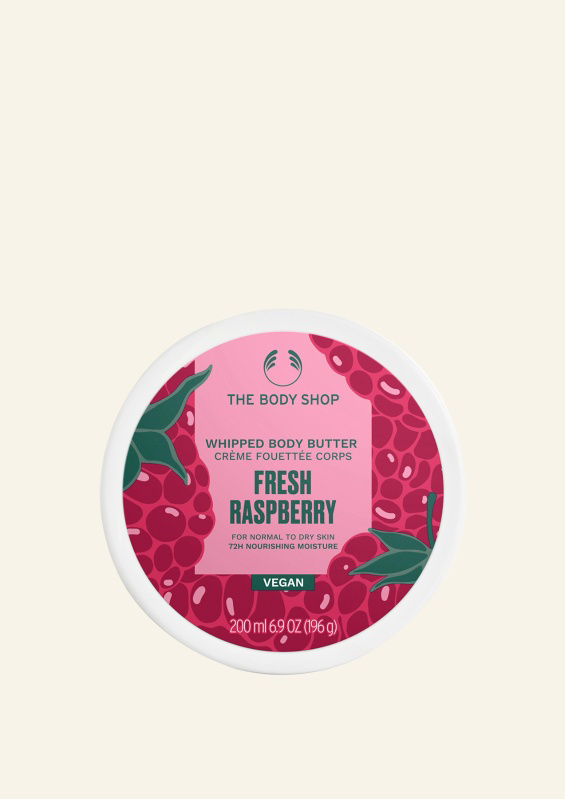 THE BODY SHOP
WHIPPED BODY BUTTER
CRÈME FOUETTÉE CORPS
FRESH
RASPBERRY
FOR NORMAL TO DRY SKIN
72H NOURISHING MOISTURE
VEGAN
200 ml 6.9 OZ (196 g)